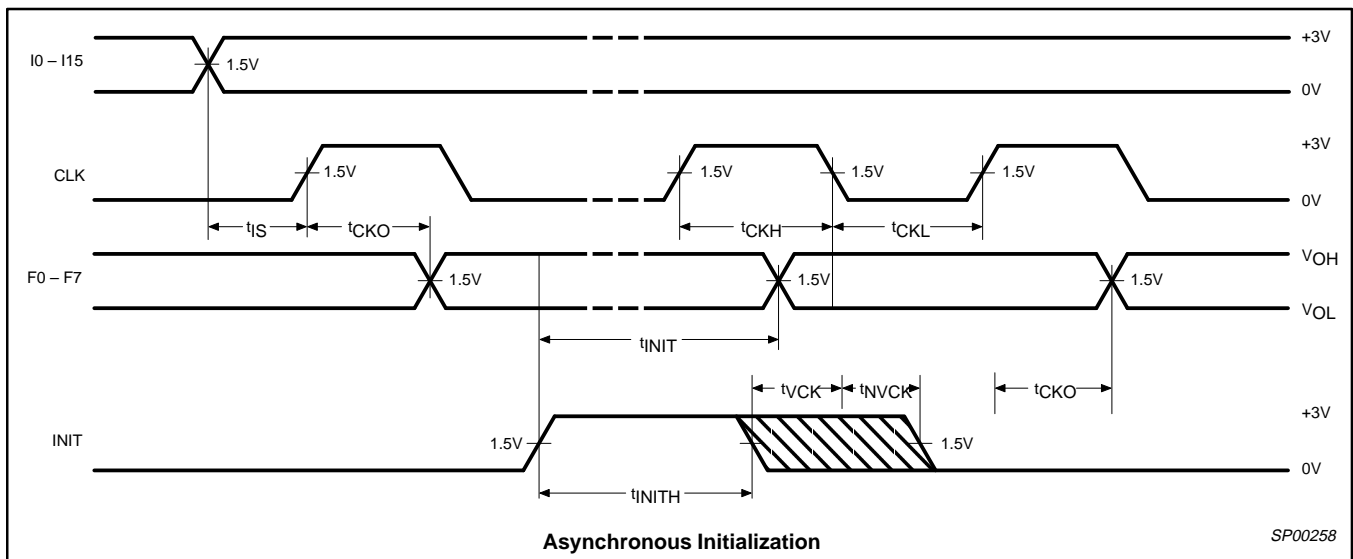 I0 – I15
1.5V
+3V
0V
CLK
1.5V
1.5V
1.5V
1.5V
+3V
0V
tIS
tCKO
tCKH
tCKL
F0 – F7
1.5V
1.5V
1.5V
VOH
VOL
tINIT
tVCK
tNVCK
tCKO
INIT
1.5V
1.5V
+3V
0V
tINITH
Asynchronous Initialization
SP00258